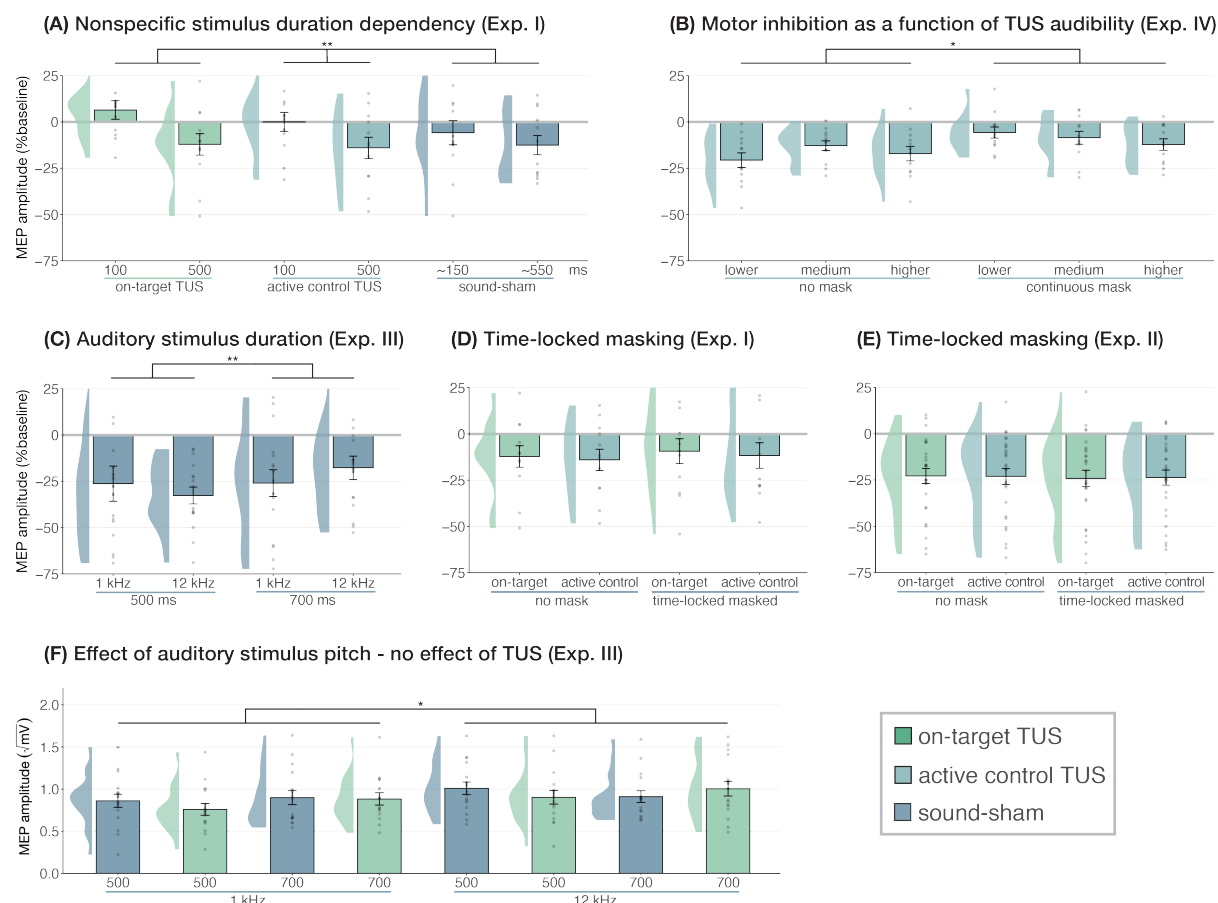 (A) Nonspecific stimulus duration dependency (Exp. I)
**
MEP amplitude (%baseline)
25
0
−25
−50
−75
100 500 100 500 ~150 ~550 ms
on-target TUS active control TUS sound-sham
(B) Motor inhibition as a function of TUS audibility (Exp. IV)
*
25
0
−25
−50
−75
lower medium higher lower medium higher
no mask continuous mask
(C) Auditory stimulus duration (Exp. III)
**
MEP amplitude (%baseline)
25
0
−25
−50
−75
1 kHz 12 kHz 1 kHz 12 kHz
500 ms 700 ms
(D) Time-locked masking (Exp. I)
25
0
−25
−50
−75
on-target active control on-target active control
no mask time-locked masked
(E) Time-locked masking (Exp. II)
25
0
−25
−50
−75
on-target active control on-target active control
no mask time-locked masked
(F) Effect of auditory stimulus pitch - no effect of TUS (Exp. III)
*
MEP amplitude (√mV)
2.0
1.5
1.0
0.5
0.0
500 500 700 700 500 500 700 700
1 kHz 12 kHz
on-target TUS
active control TUS
sound-sham